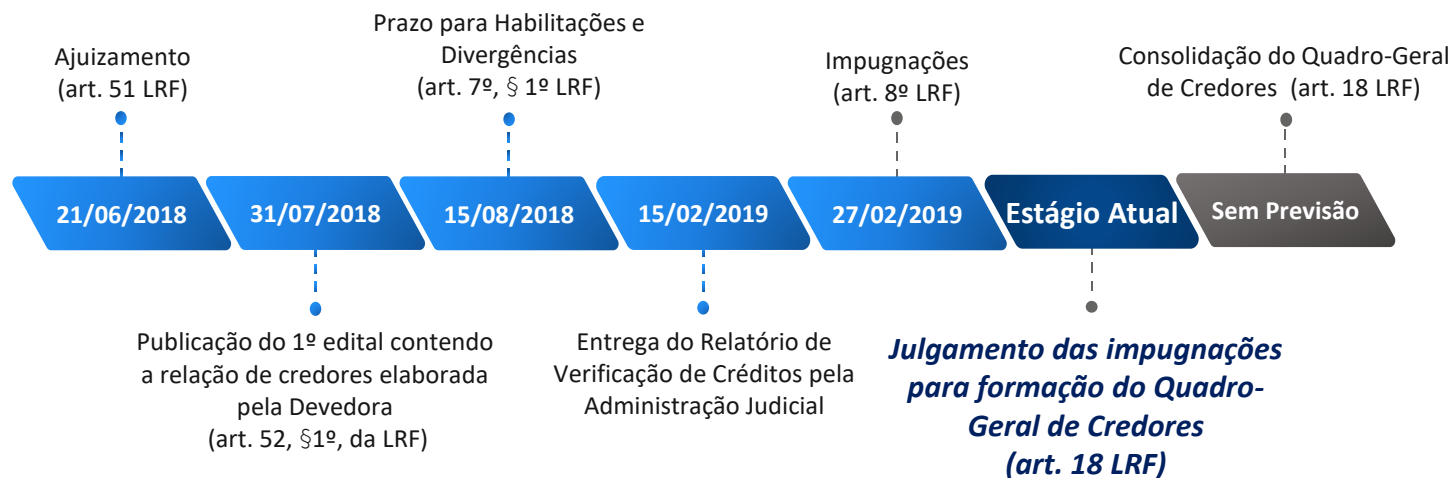 Ajuizamento
(art. 51 LRF)
Prazo para Habilitações e
Divergências
(art. 7º, § 1º LRF)
Impugnações
(art. 8º LRF)
Consolidação do Quadro-Geral
de Credores (art. 18 LRF)
21/06/2018
31/07/2018
15/08/2018
15/02/2019
27/02/2019
Estágio Atual
Sem Previsão
Publicação do 1º edital contendo
a relação de credores elaborada
pela Devedora
(art. 52, §1º, da LRF)
Entrega do Relatório de
Verificação de Créditos pela
Administração Judicial
Julgamento das impugnações
para formação do Quadro-
Geral de Credores
(art. 18 LRF)